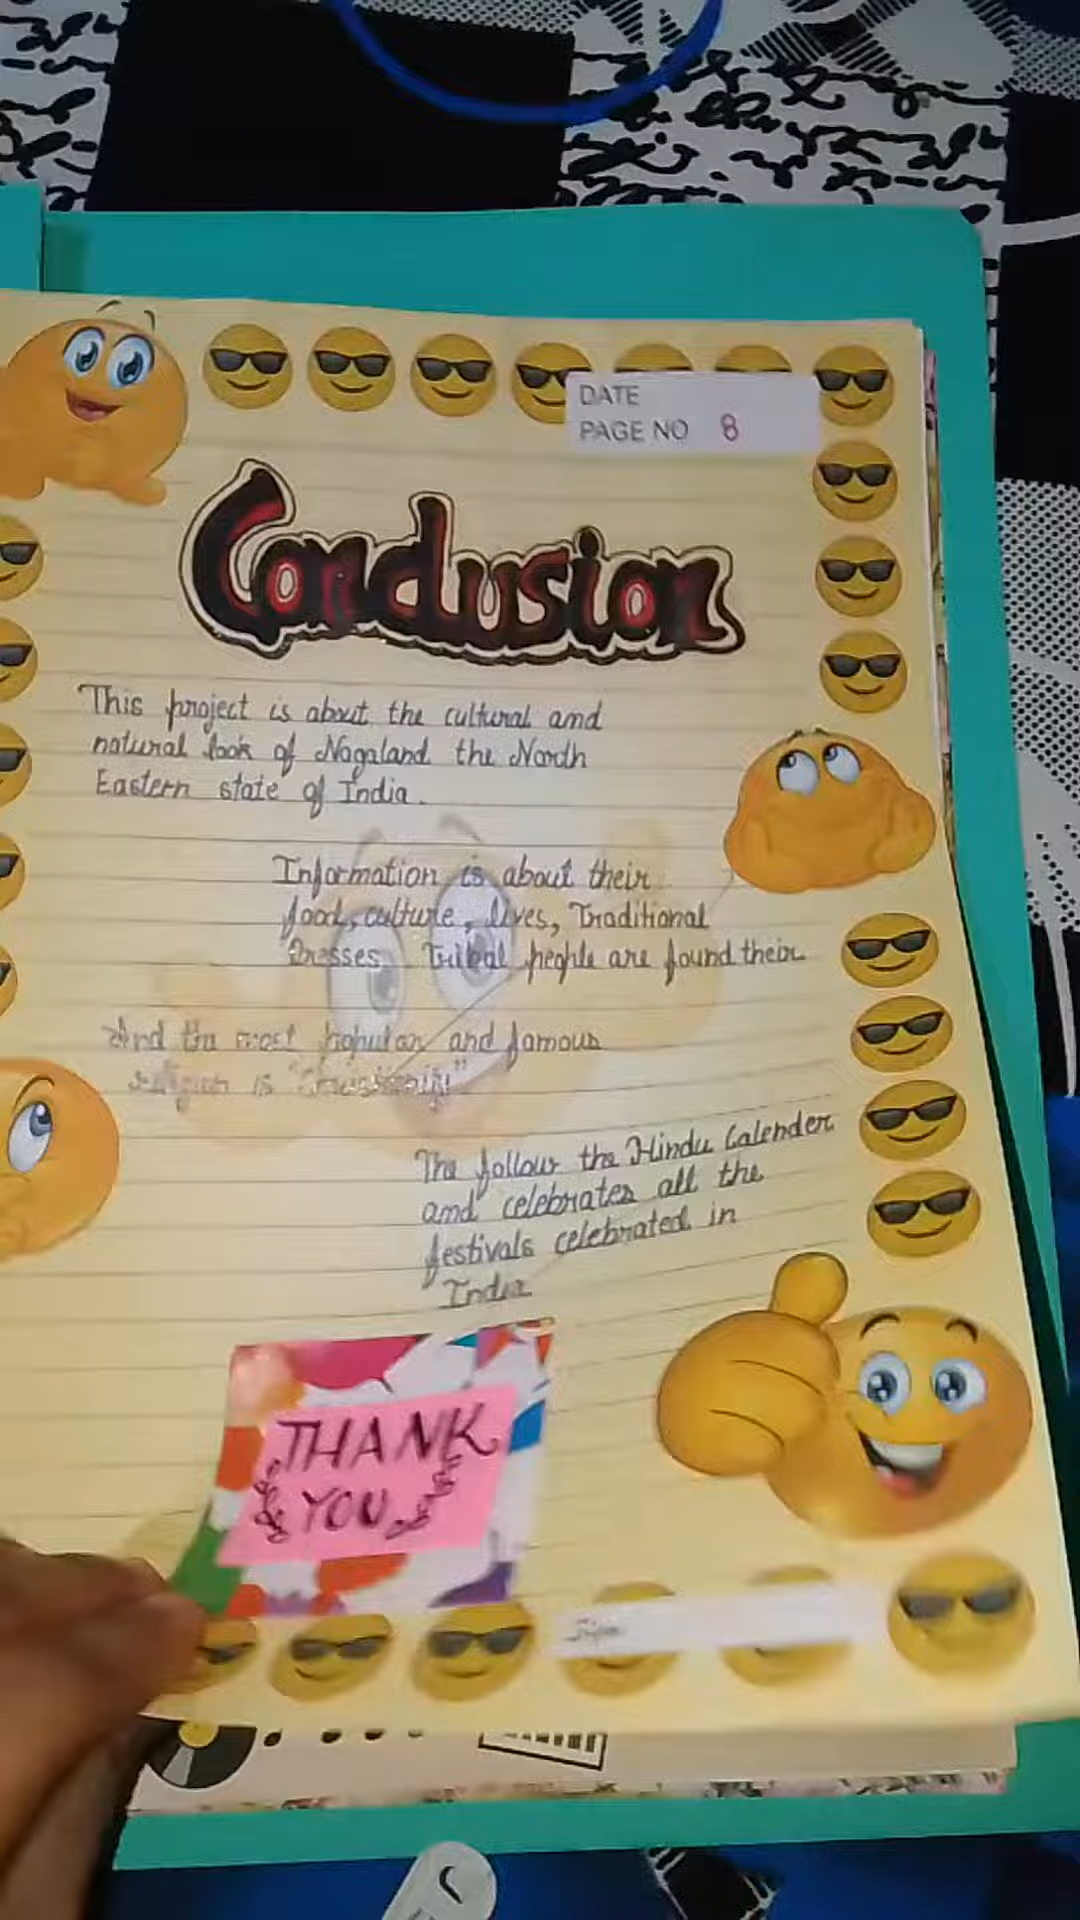 DATE
PAGE NO 8
Conclusion
This project is about the cultural and
natural look of Nagaland the North
Eastern state of India.
Information is about their
food, culture, lives, Traditional
Dresses. Tribal people are found their
And the most popular and famous
religion is "Christianity"
The follow the Hindu Calender
and celebrates all the
festivals celebrated in
India
THANK
YOU